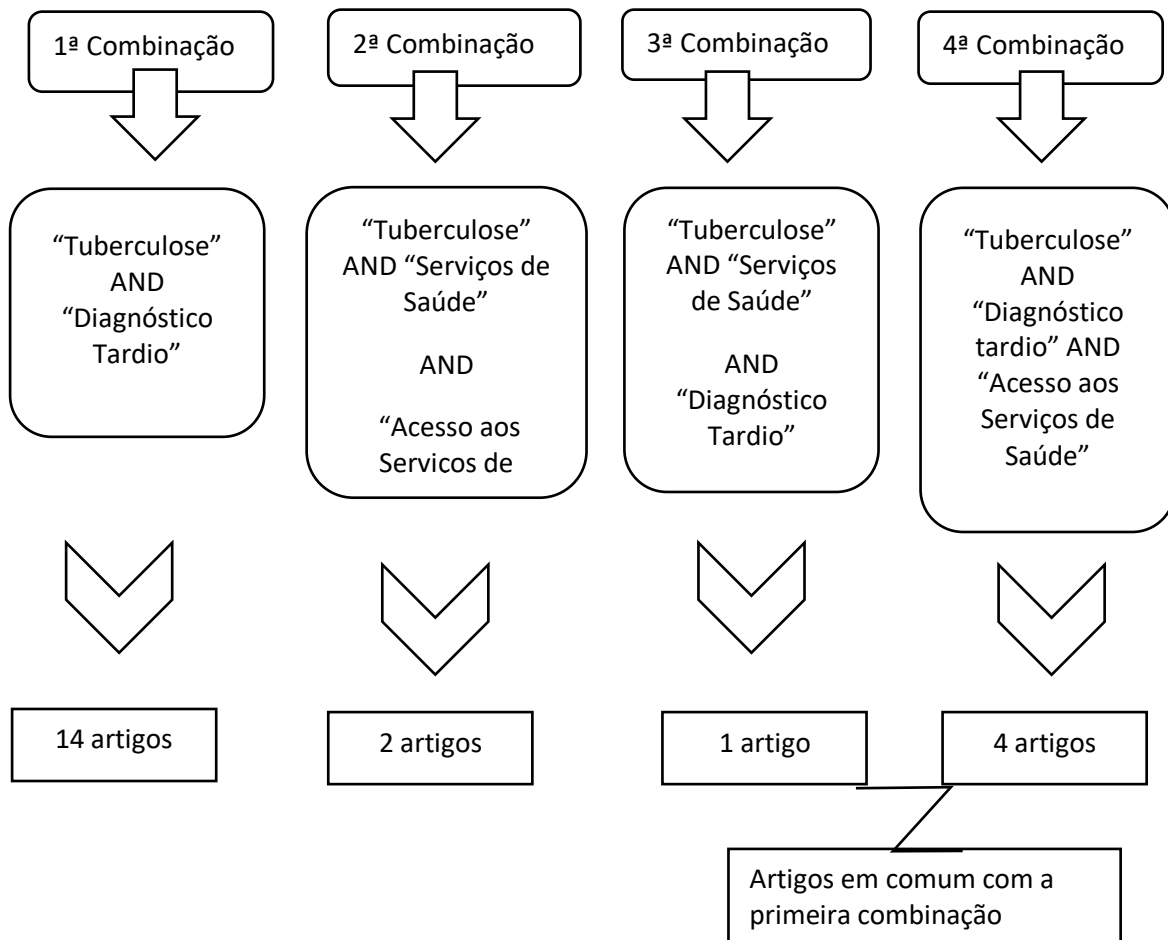 1ª Combinação
2ª Combinação
3ª Combinação
4ª Combinação
“Tuberculose”
AND
“Diagnóstico
Tardio”
“Tuberculose”
AND “Serviços de
Saúde”
AND
“Acesso aos
Servicos de
“Tuberculose”
AND “Serviços
de Saúde”
AND
“Diagnóstico
Tardio”
“Tuberculose”
AND
“Diagnóstico
tardio” AND
“Acesso aos
Serviços de
Saúde”
14 artigos
2 artigos
1 artigo
4 artigos
Artigos em comum com a
primeira combinação